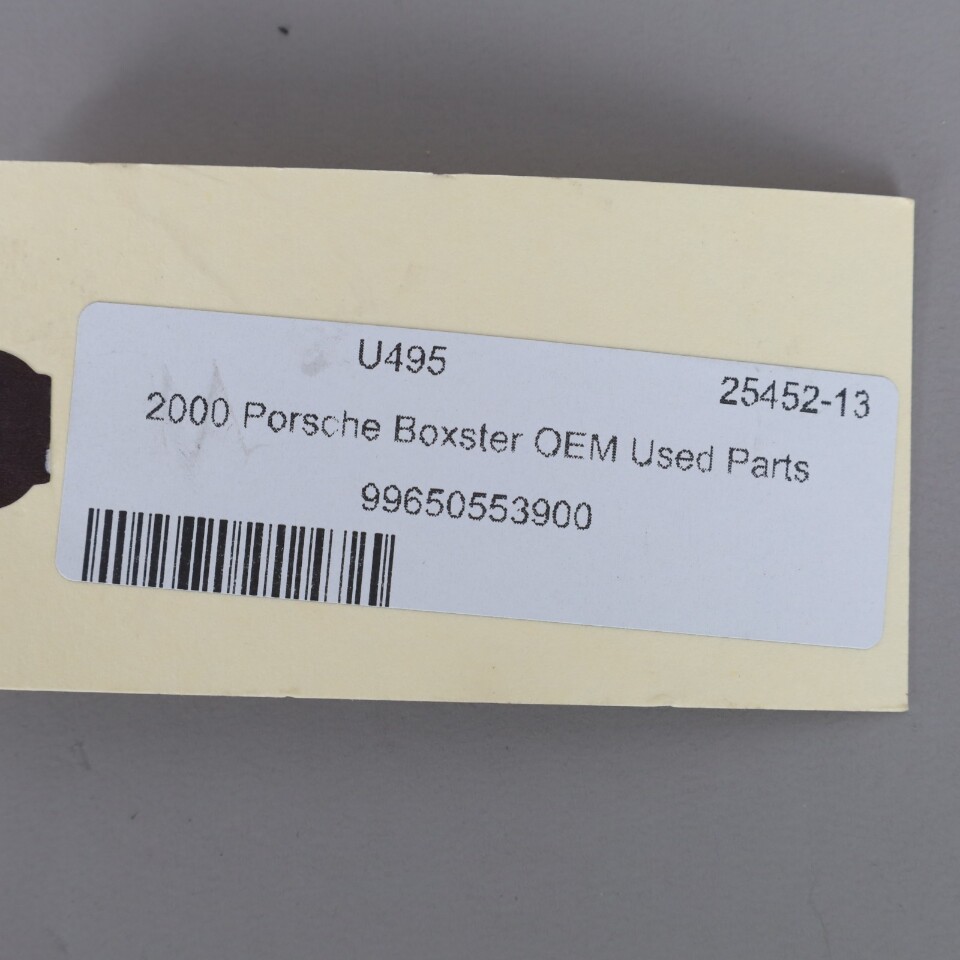 U495
25452-13
2000 Porsche Boxster OEM Used Parts
99650553900